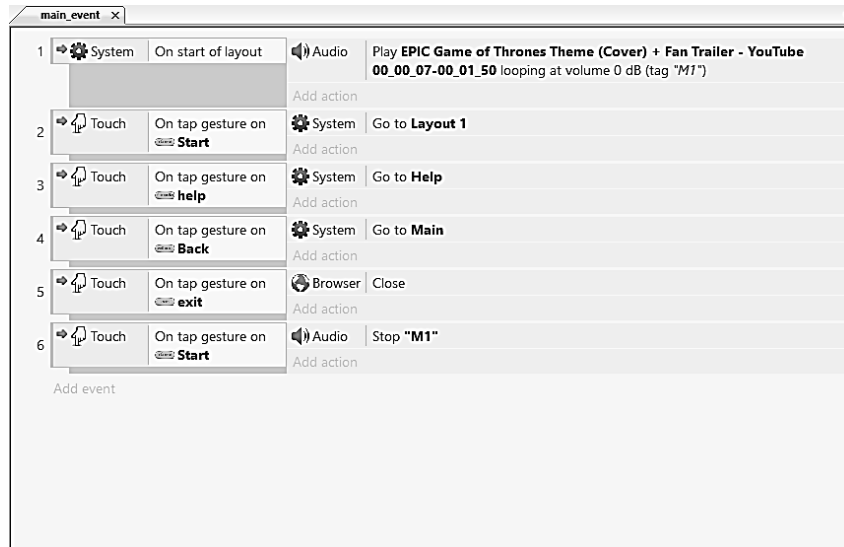 main_event X
1 System On start of layout Audio Play EPIC Game of Thrones Theme (Cover) + Fan Trailer - YouTube
00_00_07-00_01_50 looping at volume 0 dB (tag "M1")
Add action
2 Touch On tap gesture on System Go to Layout 1
Start
Add action
3 Touch On tap gesture on System Go to Help
help
Add action
4 Touch On tap gesture on System Go to Main
Back
Add action
5 Touch On tap gesture on Browser Close
exit
Add action
6 Touch On tap gesture on Audio Stop "M1"
Start
Add action
Add event